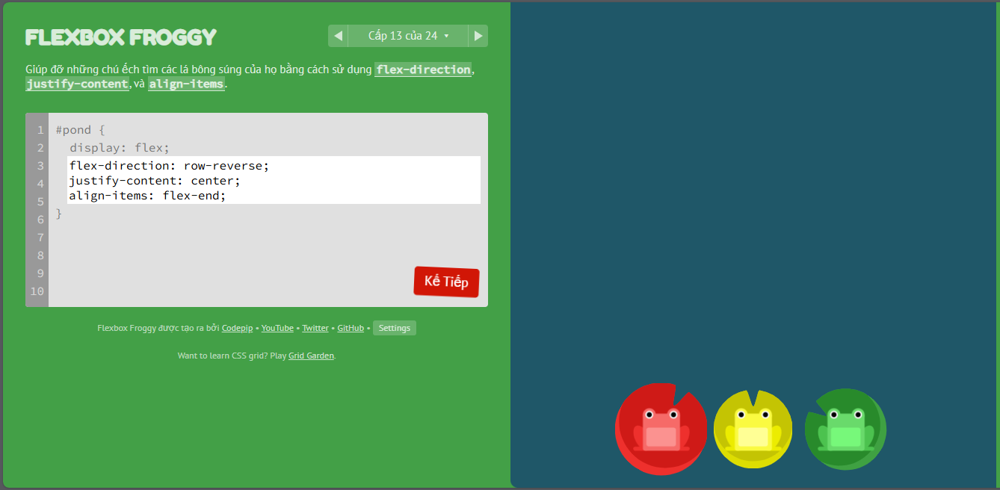 FLEXBOX FROGGY
Cấp 13 của 24
Giúp đỡ những chú ếch tìm các lá bông súng của họ bằng cách sử dụng flex-direction,
justify-content, và align-items.
1 #pond {
2 display: flex;
3 flex-direction: row-reverse;
4 justify-content: center;
5 align-items: flex-end;
6 }
7
8
9
10
Kế Tiếp
Flexbox Froggy được tạo ra bởi Codepip • YouTube • Twitter • GitHub • Settings
Want to learn CSS grid? Play Grid Garden.